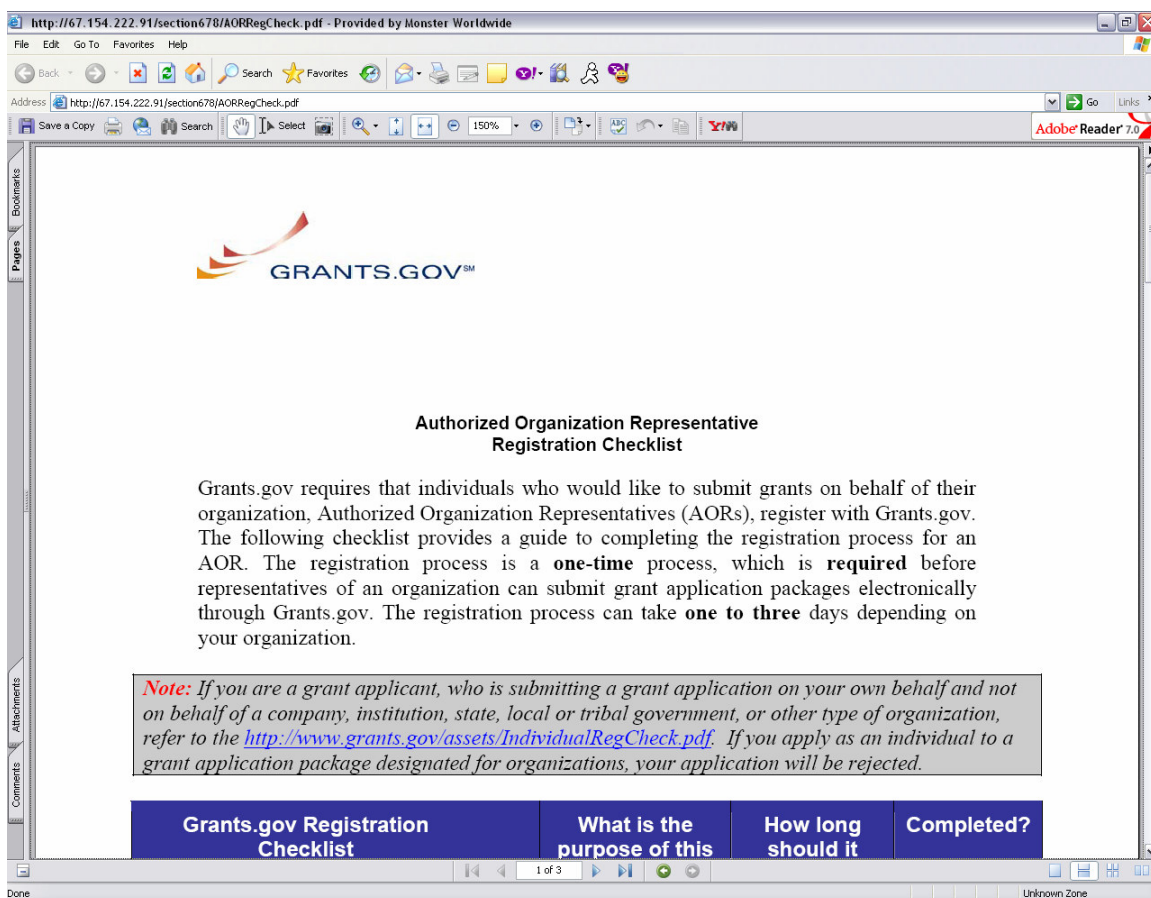 http://67.154.222.91/section678/AORRegCheck.pdf - Provided by Monster Worldwide
File Edit Go To Favorites Help
Back Search Favorites
Address http://67.154.222.91/section678/AORRegCheck.pdf Go Links
Save a Copy Search Select 150% Y! Adobe Reader 7.0
Bookmarks
Pages
Attachments
Comments
GRANTS.GOV℠
Authorized Organization Representative
Registration Checklist
Grants.gov requires that individuals who would like to submit grants on behalf of their
organization, Authorized Organization Representatives (AORs), register with Grants.gov.
The following checklist provides a guide to completing the registration process for an
AOR. The registration process is a one-time process, which is required before
representatives of an organization can submit grant application packages electronically
through Grants.gov. The registration process can take one to three days depending on
your organization.
Note: If you are a grant applicant, who is submitting a grant application on your own behalf and not
on behalf of a company, institution, state, local or tribal government, or other type of organization,
refer to the http://www.grants.gov/assets/IndividualRegCheck.pdf. If you apply as an individual to a
grant application package designated for organizations, your application will be rejected.
Grants.gov Registration What is the How long Completed?
Checklist purpose of this should it
1 of 3
Done Unknown Zone